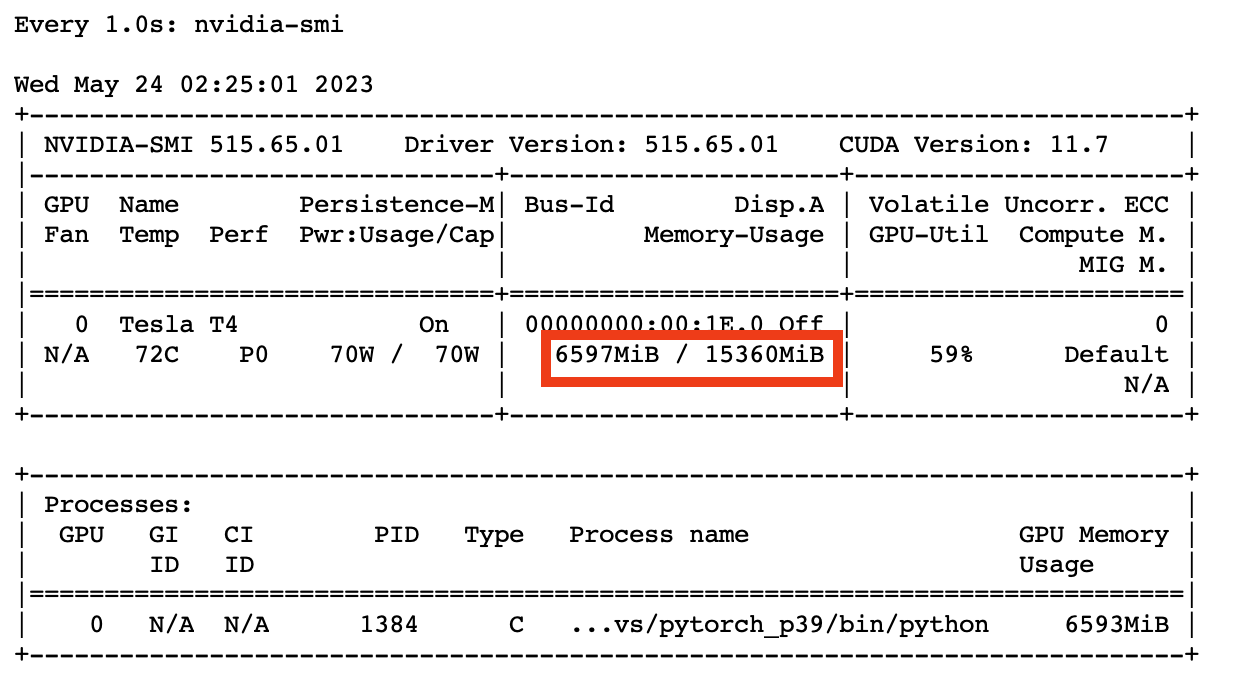 Every 1.0s: nvidia-smi
Wed May 24 02:25:01 2023
+-----------------------------------------------------------------------------+
| NVIDIA-SMI 515.65.01    Driver Version: 515.65.01    CUDA Version: 11.7     |
|-------------------------------+----------------------+----------------------+
| GPU  Name        Persistence-M| Bus-Id        Disp.A | Volatile Uncorr. ECC |
| Fan  Temp  Perf  Pwr:Usage/Cap|         Memory-Usage | GPU-Util  Compute M. |
|                               |                      |               MIG M. |
|===============================+======================+======================|
|   0  Tesla T4            On   | 00000000:00:1E.0 Off |                    0 |
| N/A   72C    P0    70W /  70W |   6597MiB / 15360MiB |     59%      Default |
|                               |                      |                  N/A |
+-------------------------------+----------------------+----------------------+
+-----------------------------------------------------------------------------+
| Processes:                                                                  |
|  GPU   GI   CI        PID   Type   Process name                  GPU Memory |
|        ID   ID                                                   Usage      |
|=============================================================================|
|    0   N/A  N/A      1384      C   ...vs/pytorch_p39/bin/python     6593MiB |
+-----------------------------------------------------------------------------+